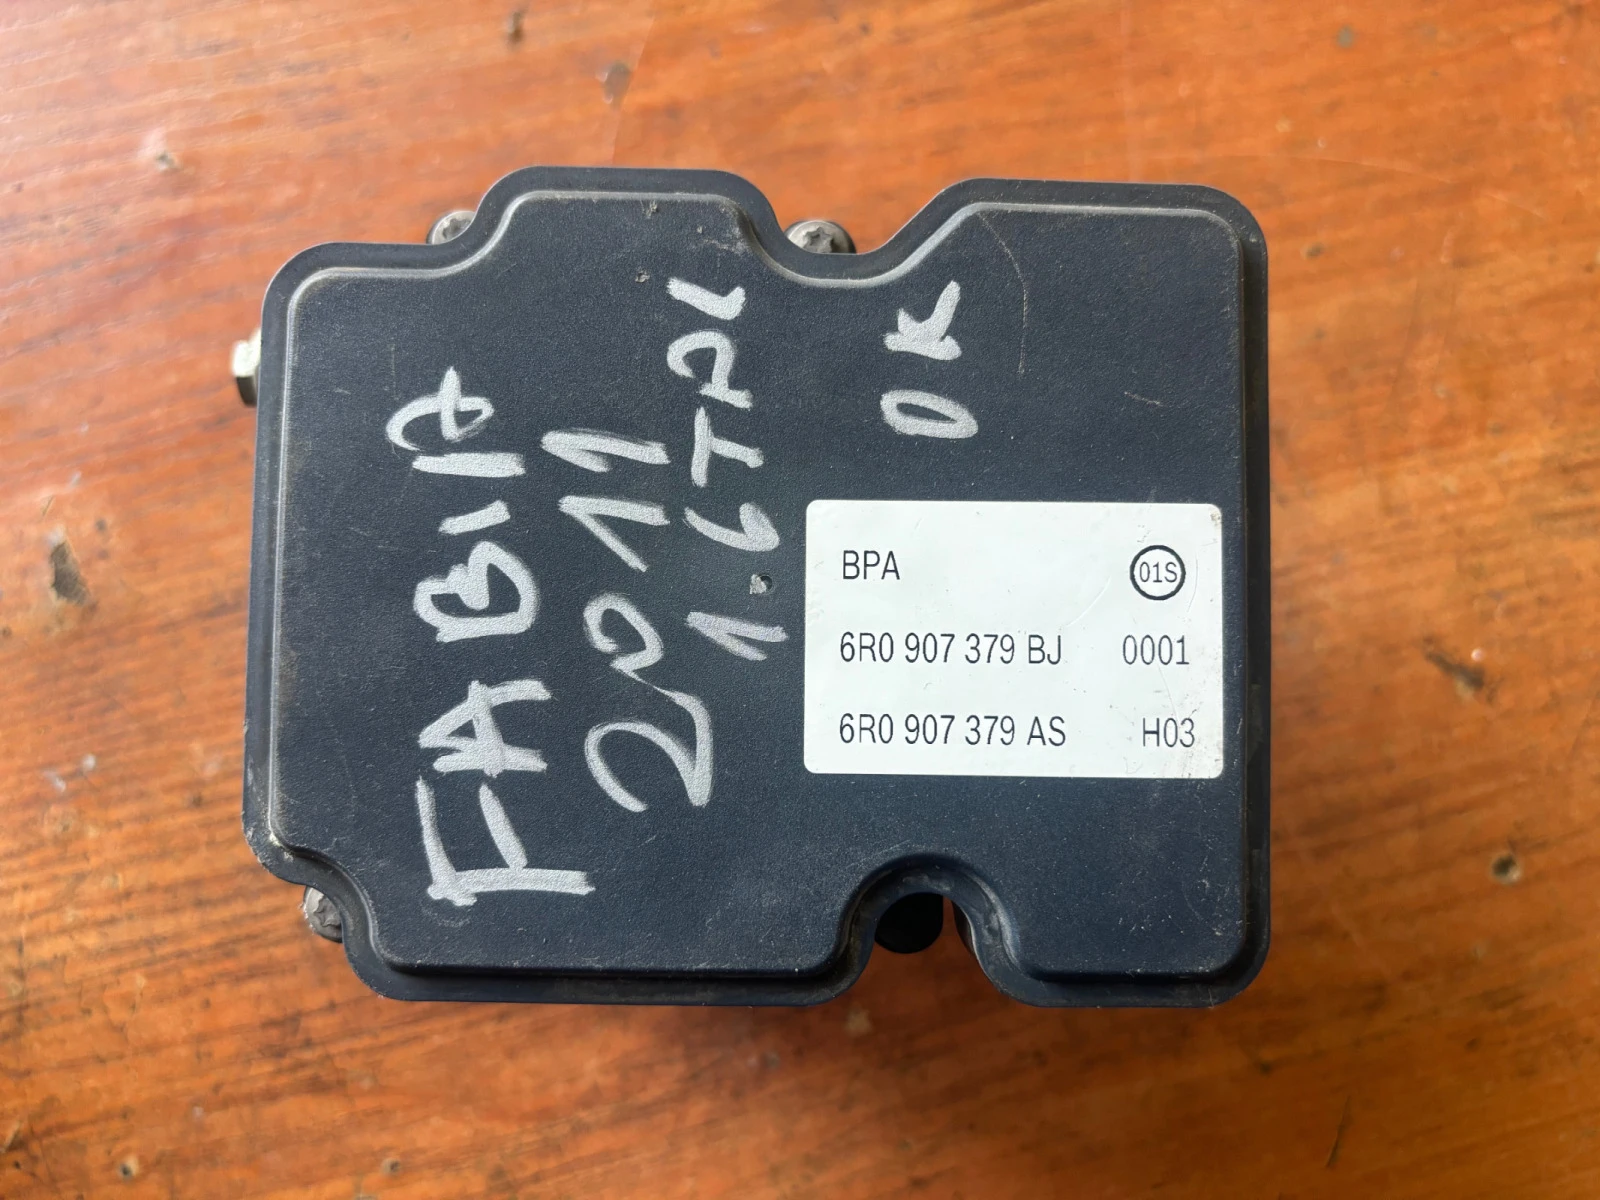 FABIA
2011
1.6TDI
OK
BPA 01S
6R0 907 379 BJ 0001
6R0 907 379 AS H03